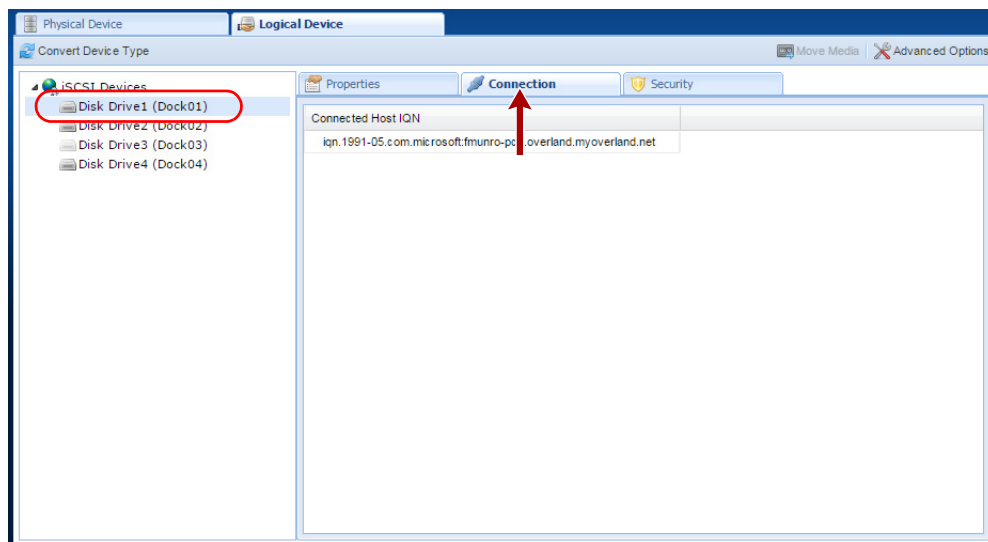 Physical Device
Logical Device
Convert Device Type
Move Media
Advanced Options
iSCSI Devices
Disk Drive1 (Dock01)
Disk Drive2 (Dock02)
Disk Drive3 (Dock03)
Disk Drive4 (Dock04)
Properties
Connection
Security
Connected Host IQN
iqn.1991-05.com.microsoft:fmunro-pc.overland.myoverland.net